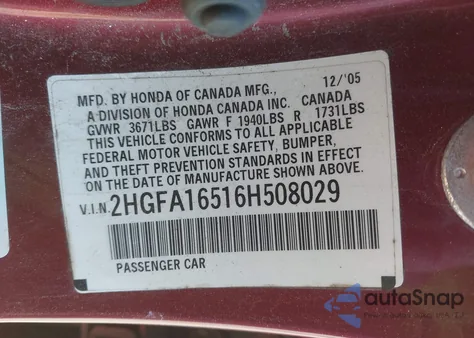 MFD. BY HONDA OF CANADA MFG., 12/'05
A DIVISION OF HONDA CANADA INC. CANADA
GVWR 3671LBS GAWR F 1940LBS R 1731LBS
THIS VEHICLE CONFORMS TO ALL APPLICABLE
FEDERAL MOTOR VEHICLE SAFETY, BUMPER,
AND THEFT PREVENTION STANDARDS IN EFFECT
ON THE DATE OF MANUFACTURE SHOWN ABOVE.
V.I.N. 2HGFA16516H508029
PASSENGER CAR
autoSnap